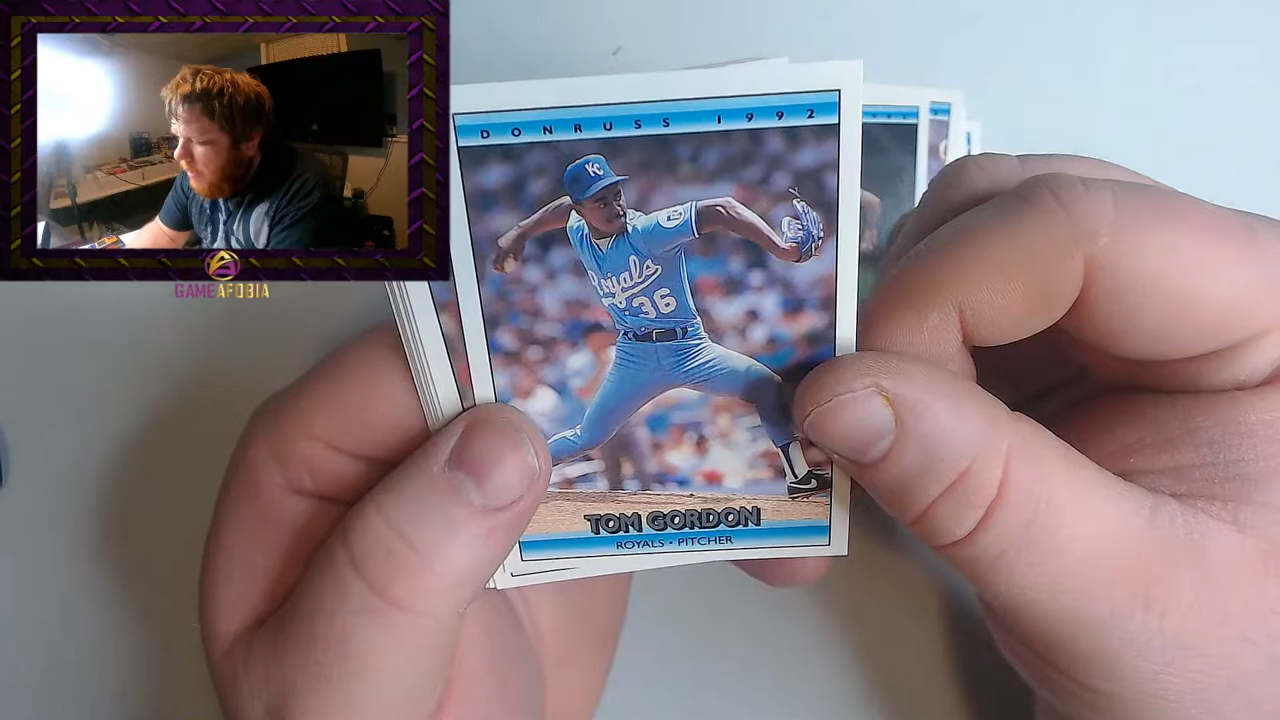 DONRUSS 1992
KC
Royals
36
TOM GORDON
ROYALS • PITCHER
GAMEAFOBIA